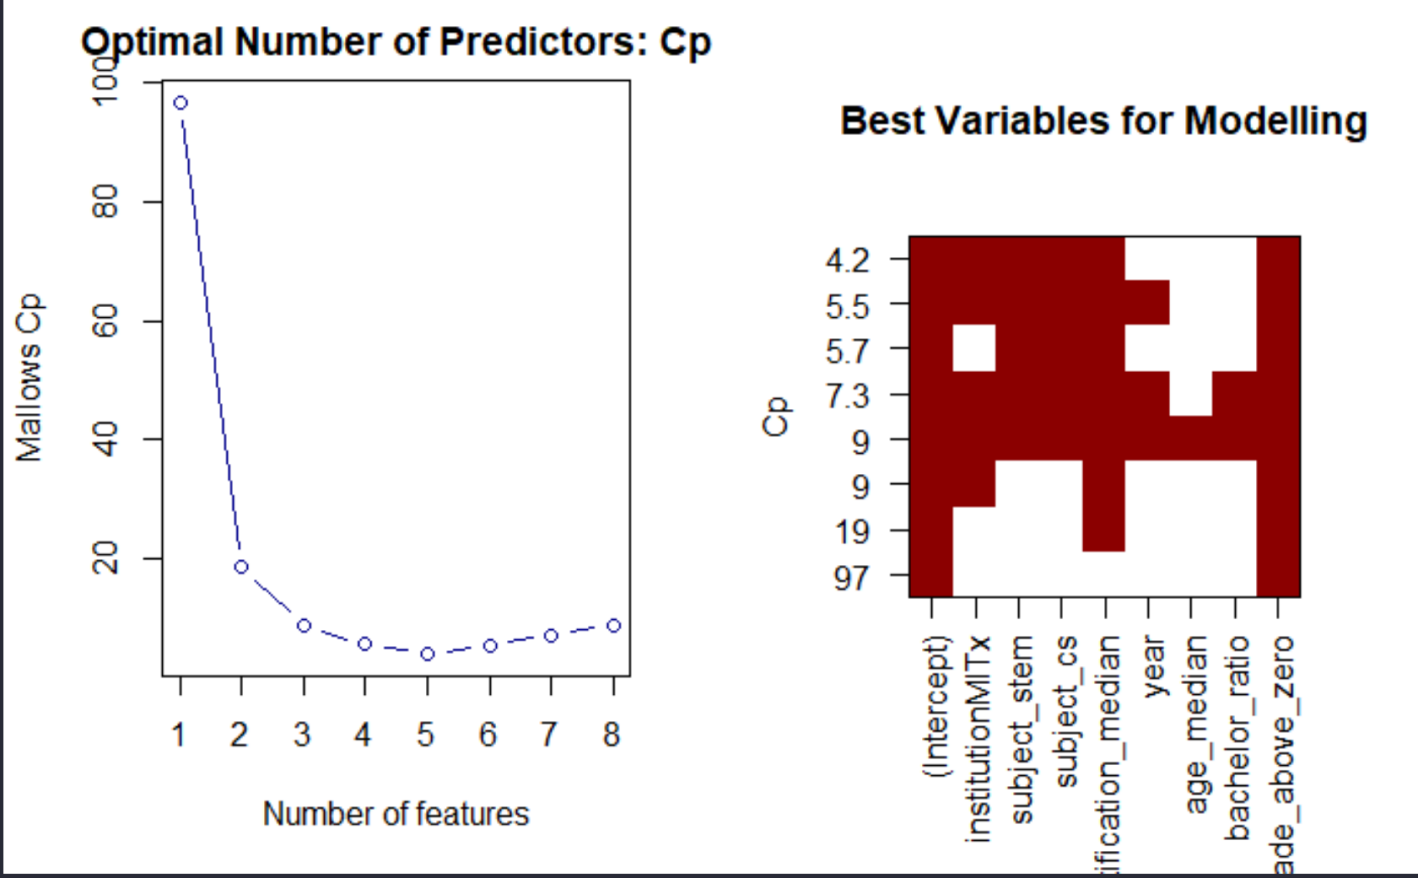 Optimal Number of Predictors: Cp
Mallows Cp
100
80
60
40
20
1 2 3 4 5 6 7 8
Number of features
Best Variables for Modelling
Cp
4.2
5.5
5.7
7.3
9
9
19
97
(Intercept)
institutionMITx
subject_stem
subject_cs
tification_median
year
age_median
bachelor_ratio
ade_above_zero